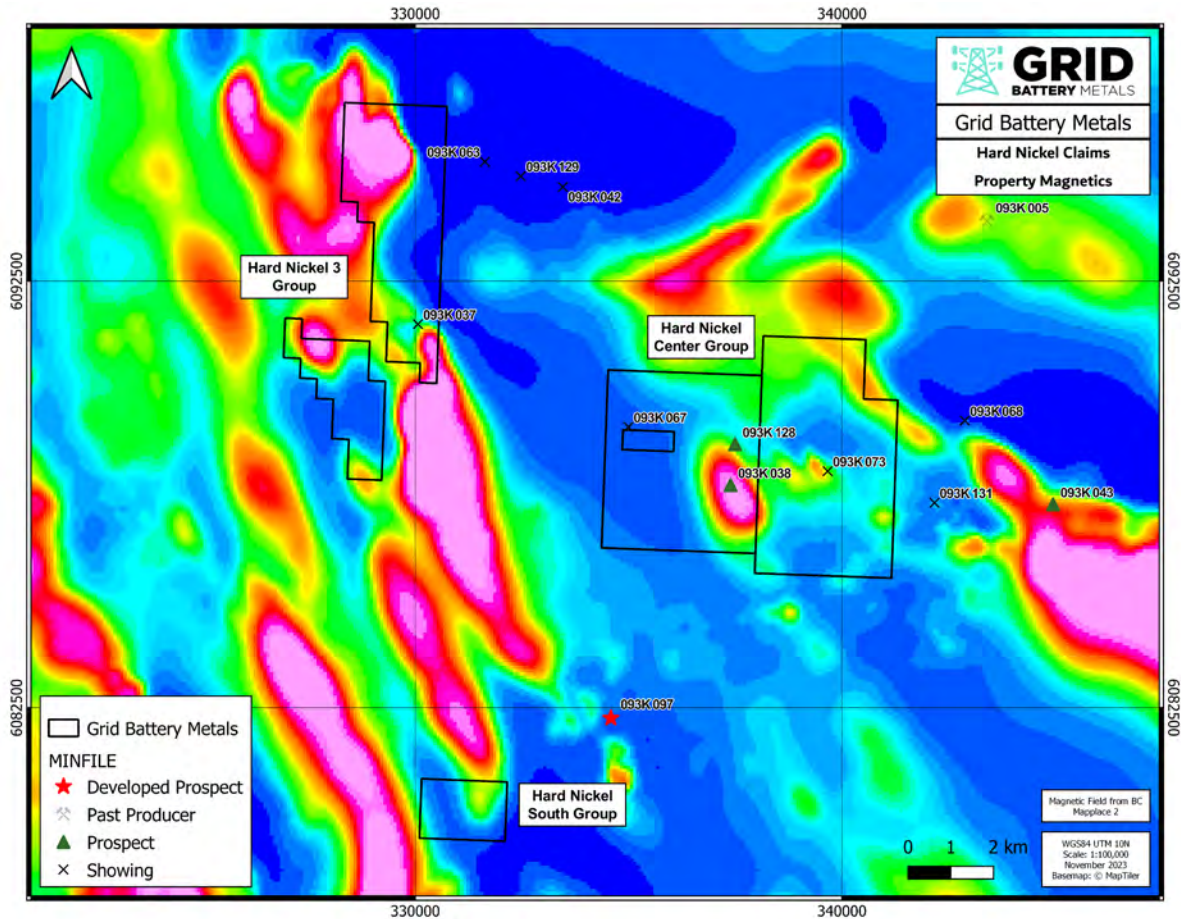 330000
340000
GRID
BATTERY METALS
Grid Battery Metals
Hard Nickel Claims
Property Magnetics
093K 063
093K 129
093K 042
093K 005
6092500
6092500
Hard Nickel 3
Group
093K 037
Hard Nickel
Center Group
093K 067
093K 068
093K 128
093K 073
093K 038
093K 131
093K 043
6082500
6082500
093K 097
Grid Battery Metals
MINFILE
Developed Prospect
Past Producer
Prospect
Showing
Hard Nickel
South Group
0 1 2 km
Magnetic Field from BC
Mapplace 2
WGS84 UTM 10N
Scale: 1:100,000
November 2023
Basemap: © MapTiler
330000
340000